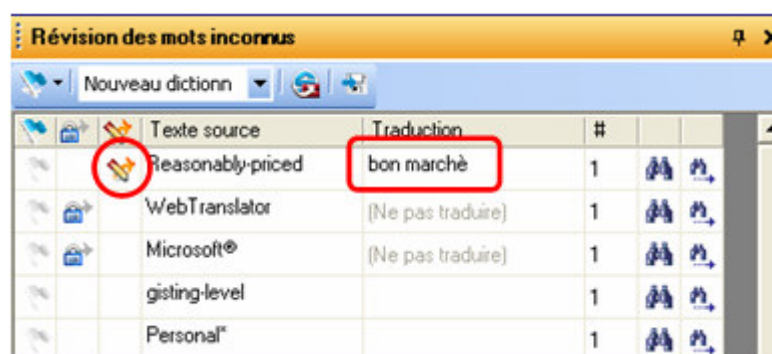 Révision des mots inconnus
Nouveau dictionn
Texte source Traduction #
Reasonably-priced bon marchè 1
WebTranslator (Ne pas traduire) 1
Microsoft® (Ne pas traduire) 1
gisting-level 1
Personal" 1